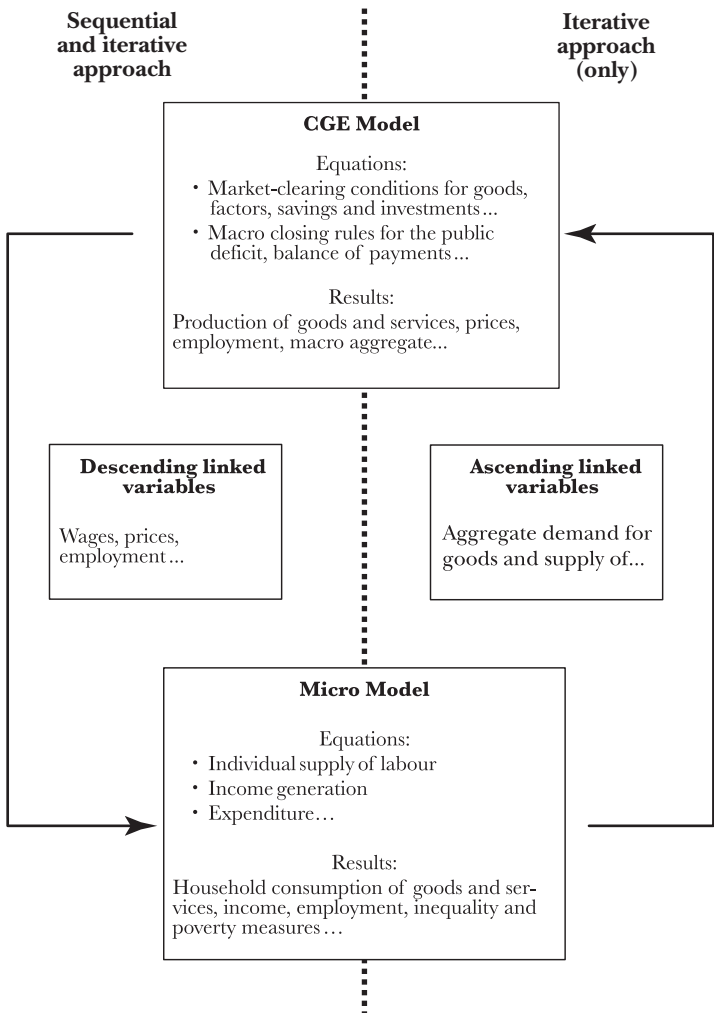 Sequential
and iterative
approach
Iterative
approach
(only)
CGE Model
Equations:
• Market-clearing conditions for goods,
factors, savings and investments...
• Macro closing rules for the public
deficit, balance of payments...
Results:
Production of goods and services, prices,
employment, macro aggregate...
Descending linked
variables
Wages, prices,
employment...
Ascending linked
variables
Aggregate demand for
goods and supply of...
Micro Model
Equations:
• Individual supply of labour
• Income generation
• Expenditure...
Results:
Household consumption of goods and ser-
vices, income, employment, inequality and
poverty measures...